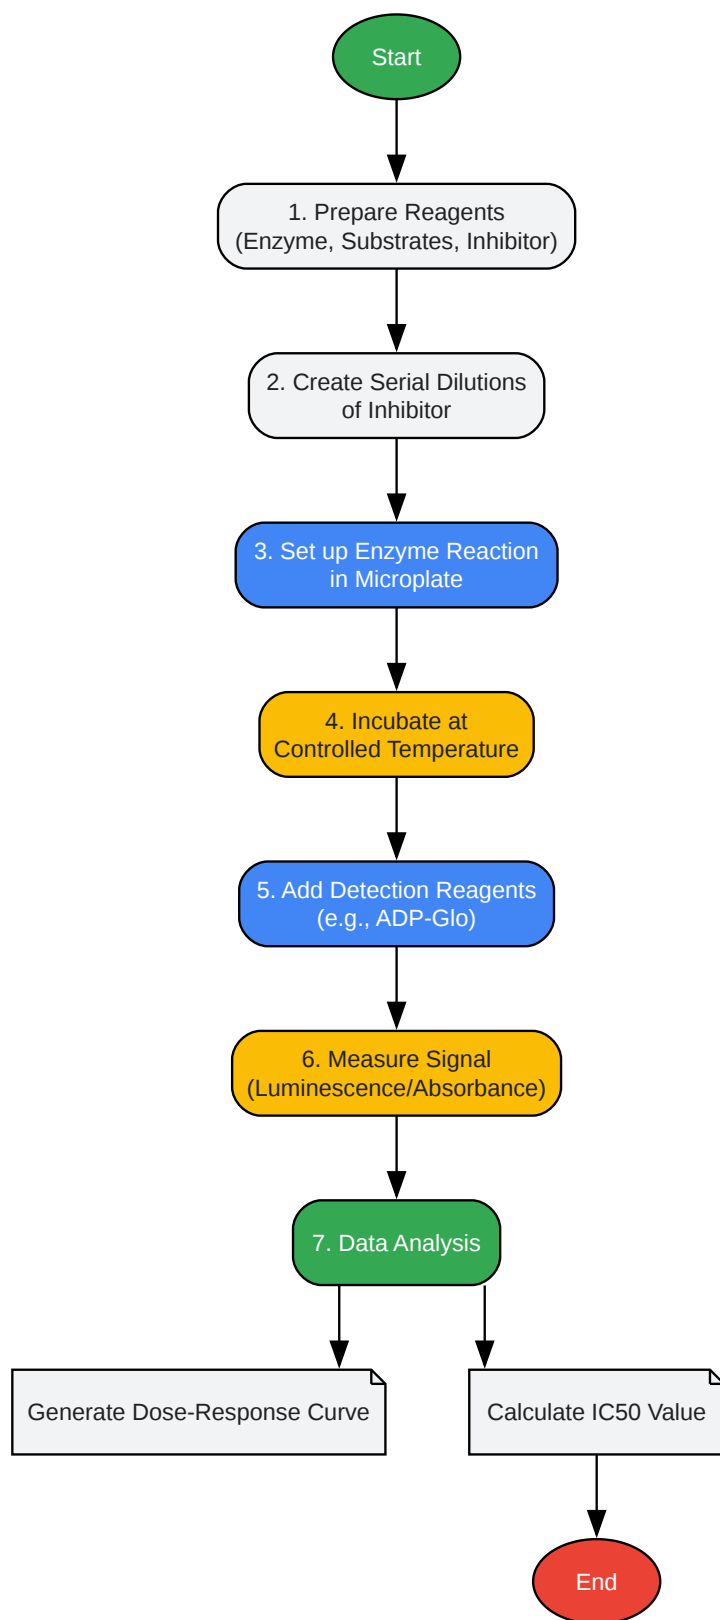 Start
1. Prepare Reagents
(Enzyme, Substrates, Inhibitor)
2. Create Serial Dilutions
of Inhibitor
3. Set up Enzyme Reaction
in Microplate
4. Incubate at
Controlled Temperature
5. Add Detection Reagents
(e.g., ADP-Glo)
6. Measure Signal
(Luminescence/Absorbance)
7. Data Analysis
Generate Dose-Response Curve
Calculate IC50 Value
End